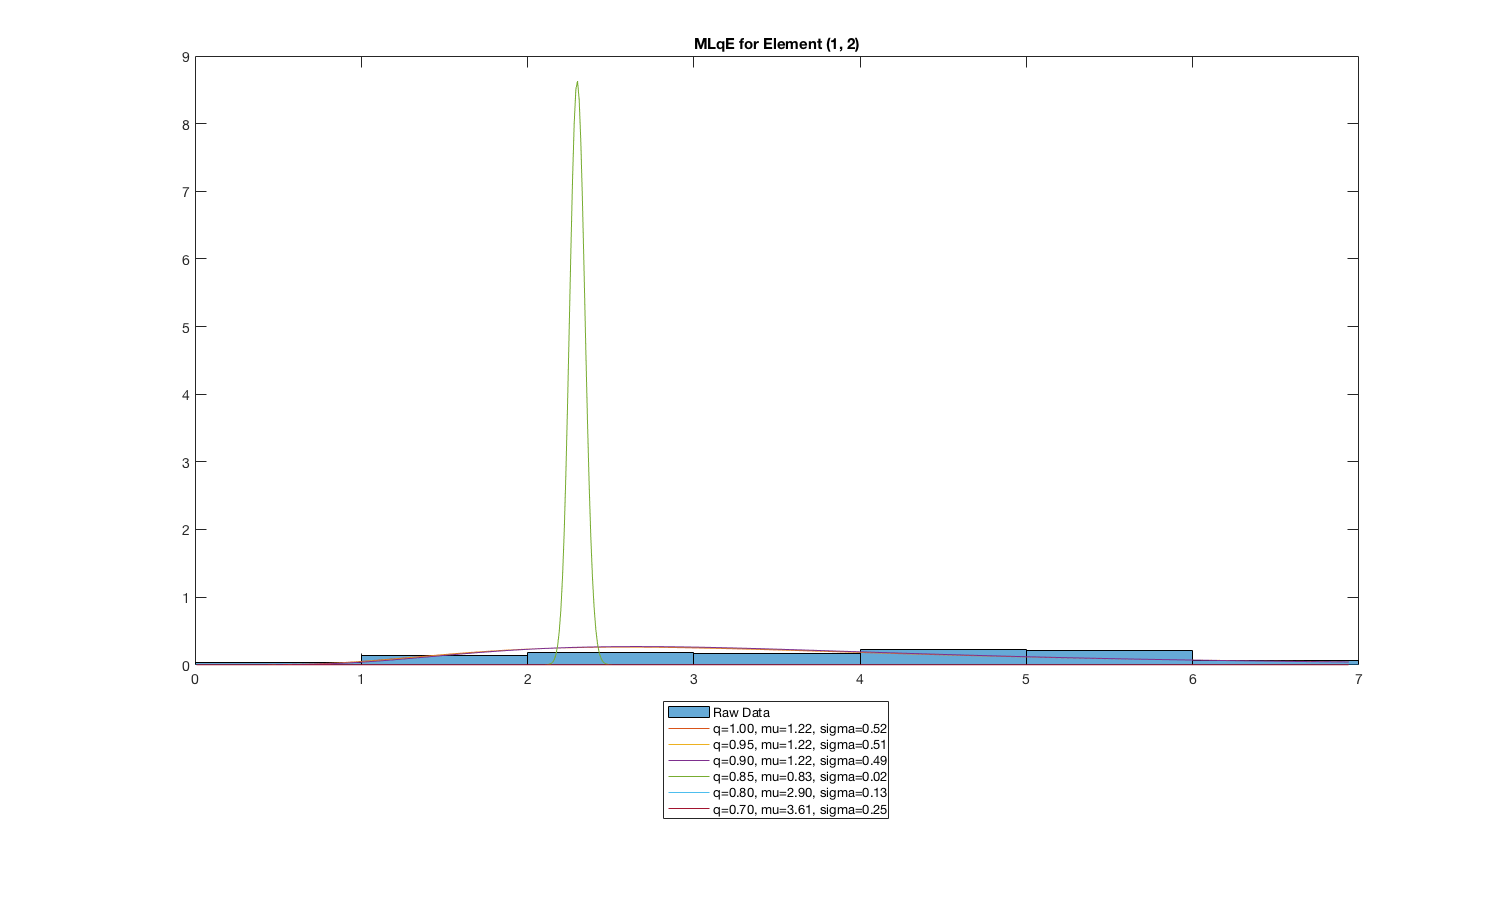 MLqE for Element (1, 2)
9
8
7
6
5
4
3
2
1
0
0 1 2 3 4 5 6 7
Raw Data
q=1.00, mu=1.22, sigma=0.52
q=0.95, mu=1.22, sigma=0.51
q=0.90, mu=1.22, sigma=0.49
q=0.85, mu=0.83, sigma=0.02
q=0.80, mu=2.90, sigma=0.13
q=0.70, mu=3.61, sigma=0.25